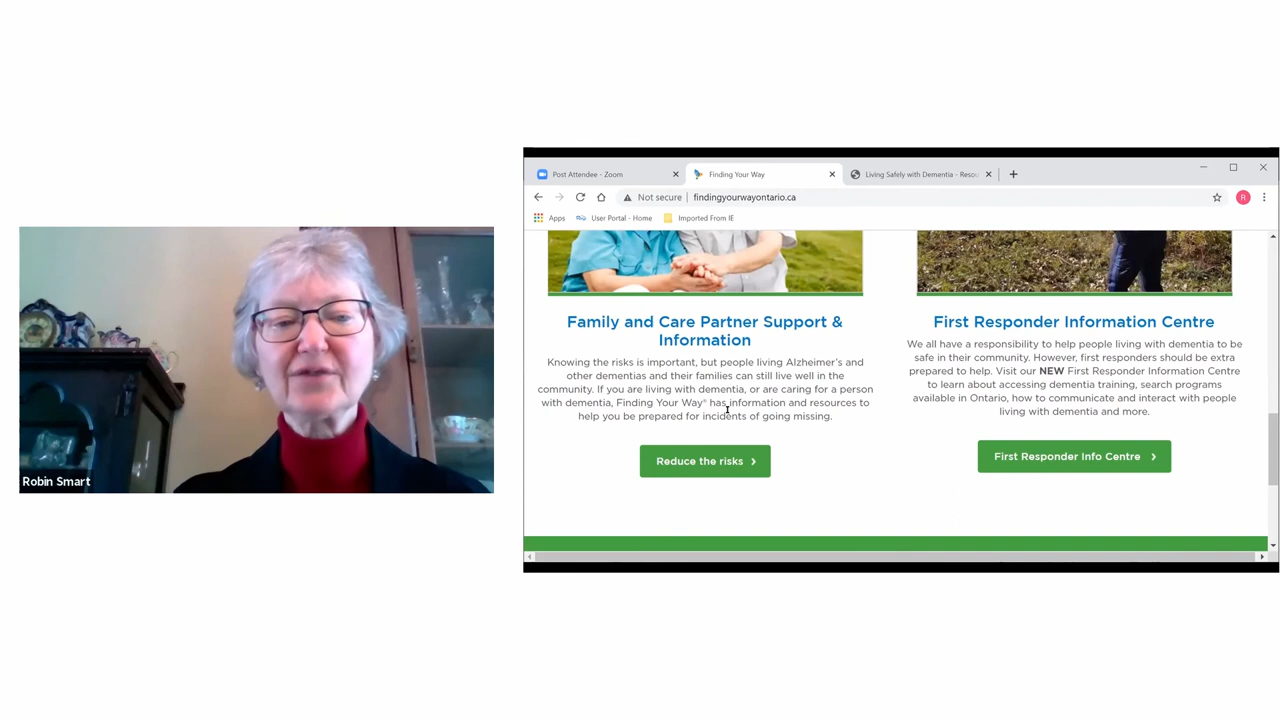 Robin Smart
Post Attendee - Zoom
Finding Your Way
Living Safely with Dementia - Reso
Not secure
findingyourwayontario.ca
R
Apps
User Portal - Home
Imported From IE
Family and Care Partner Support &
Information
Knowing the risks is important, but people living Alzheimer's and
other dementias and their families can still live well in the
community. If you are living with dementia, or are caring for a person
with dementia, Finding Your Way® has information and resources to
help you be prepared for incidents of going missing.
Reduce the risks
First Responder Information Centre
We all have a responsibility to help people living with dementia to be
safe in their community. However, first responders should be extra
prepared to help. Visit our NEW First Responder Information Centre
to learn about accessing dementia training, search programs
available in Ontario, how to communicate and interact with people
living with dementia and more.
First Responder Info Centre